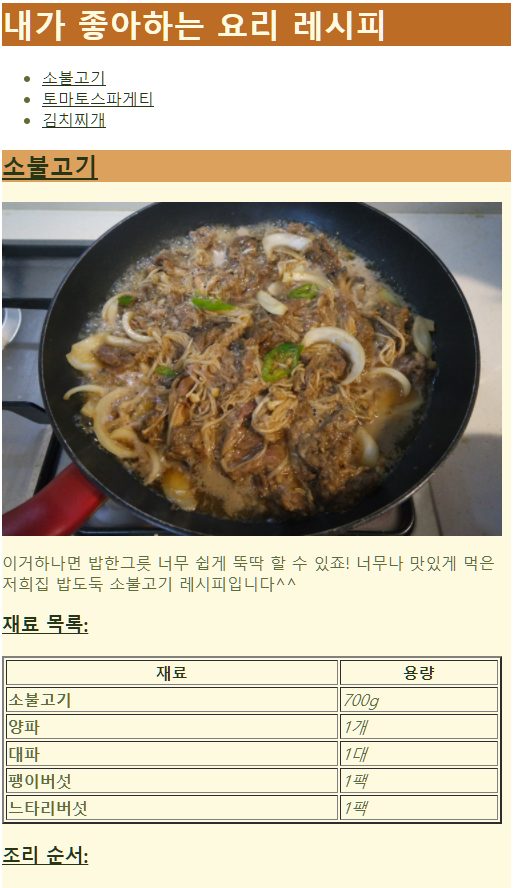 내가 좋아하는 요리 레시피
소불고기
토마토스파게티
김치찌개
소불고기
이거하나면 밥한그릇 너무 쉽게 뚝딱 할 수 있죠! 너무나 맛있게 먹은
저희집 밥도둑 소불고기 레시피입니다^^
재료 목록:
재료 용량
소불고기 700g
양파 1개
대파 1대
팽이버섯 1팩
느타리버섯 1팩
조리 순서: